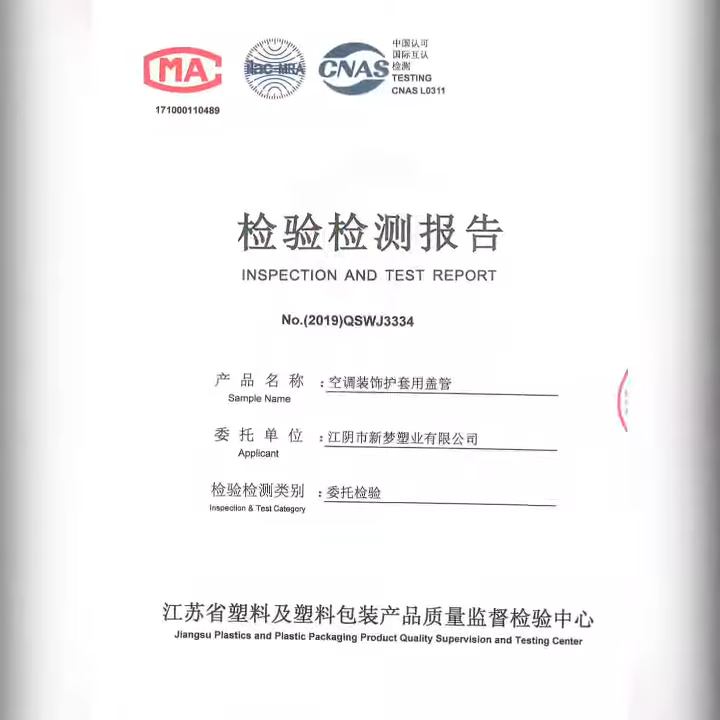 MA
171000110489
ilac-MRA
CNAS
中国认可
国际互认
检测
TESTING
CNAS L0311
检验检测报告
INSPECTION AND TEST REPORT
No.(2019)QSWJ3334
产品名称：空调装饰护套用盖管
Sample Name
委托单位：江阴市新梦塑业有限公司
Applicant
检验检测类别：委托检验
Inspection & Test Category
江苏省塑料及塑料包装产品质量监督检验中心
Jiangsu Plastics and Plastic Packaging Product Quality Supervision and Testing Center